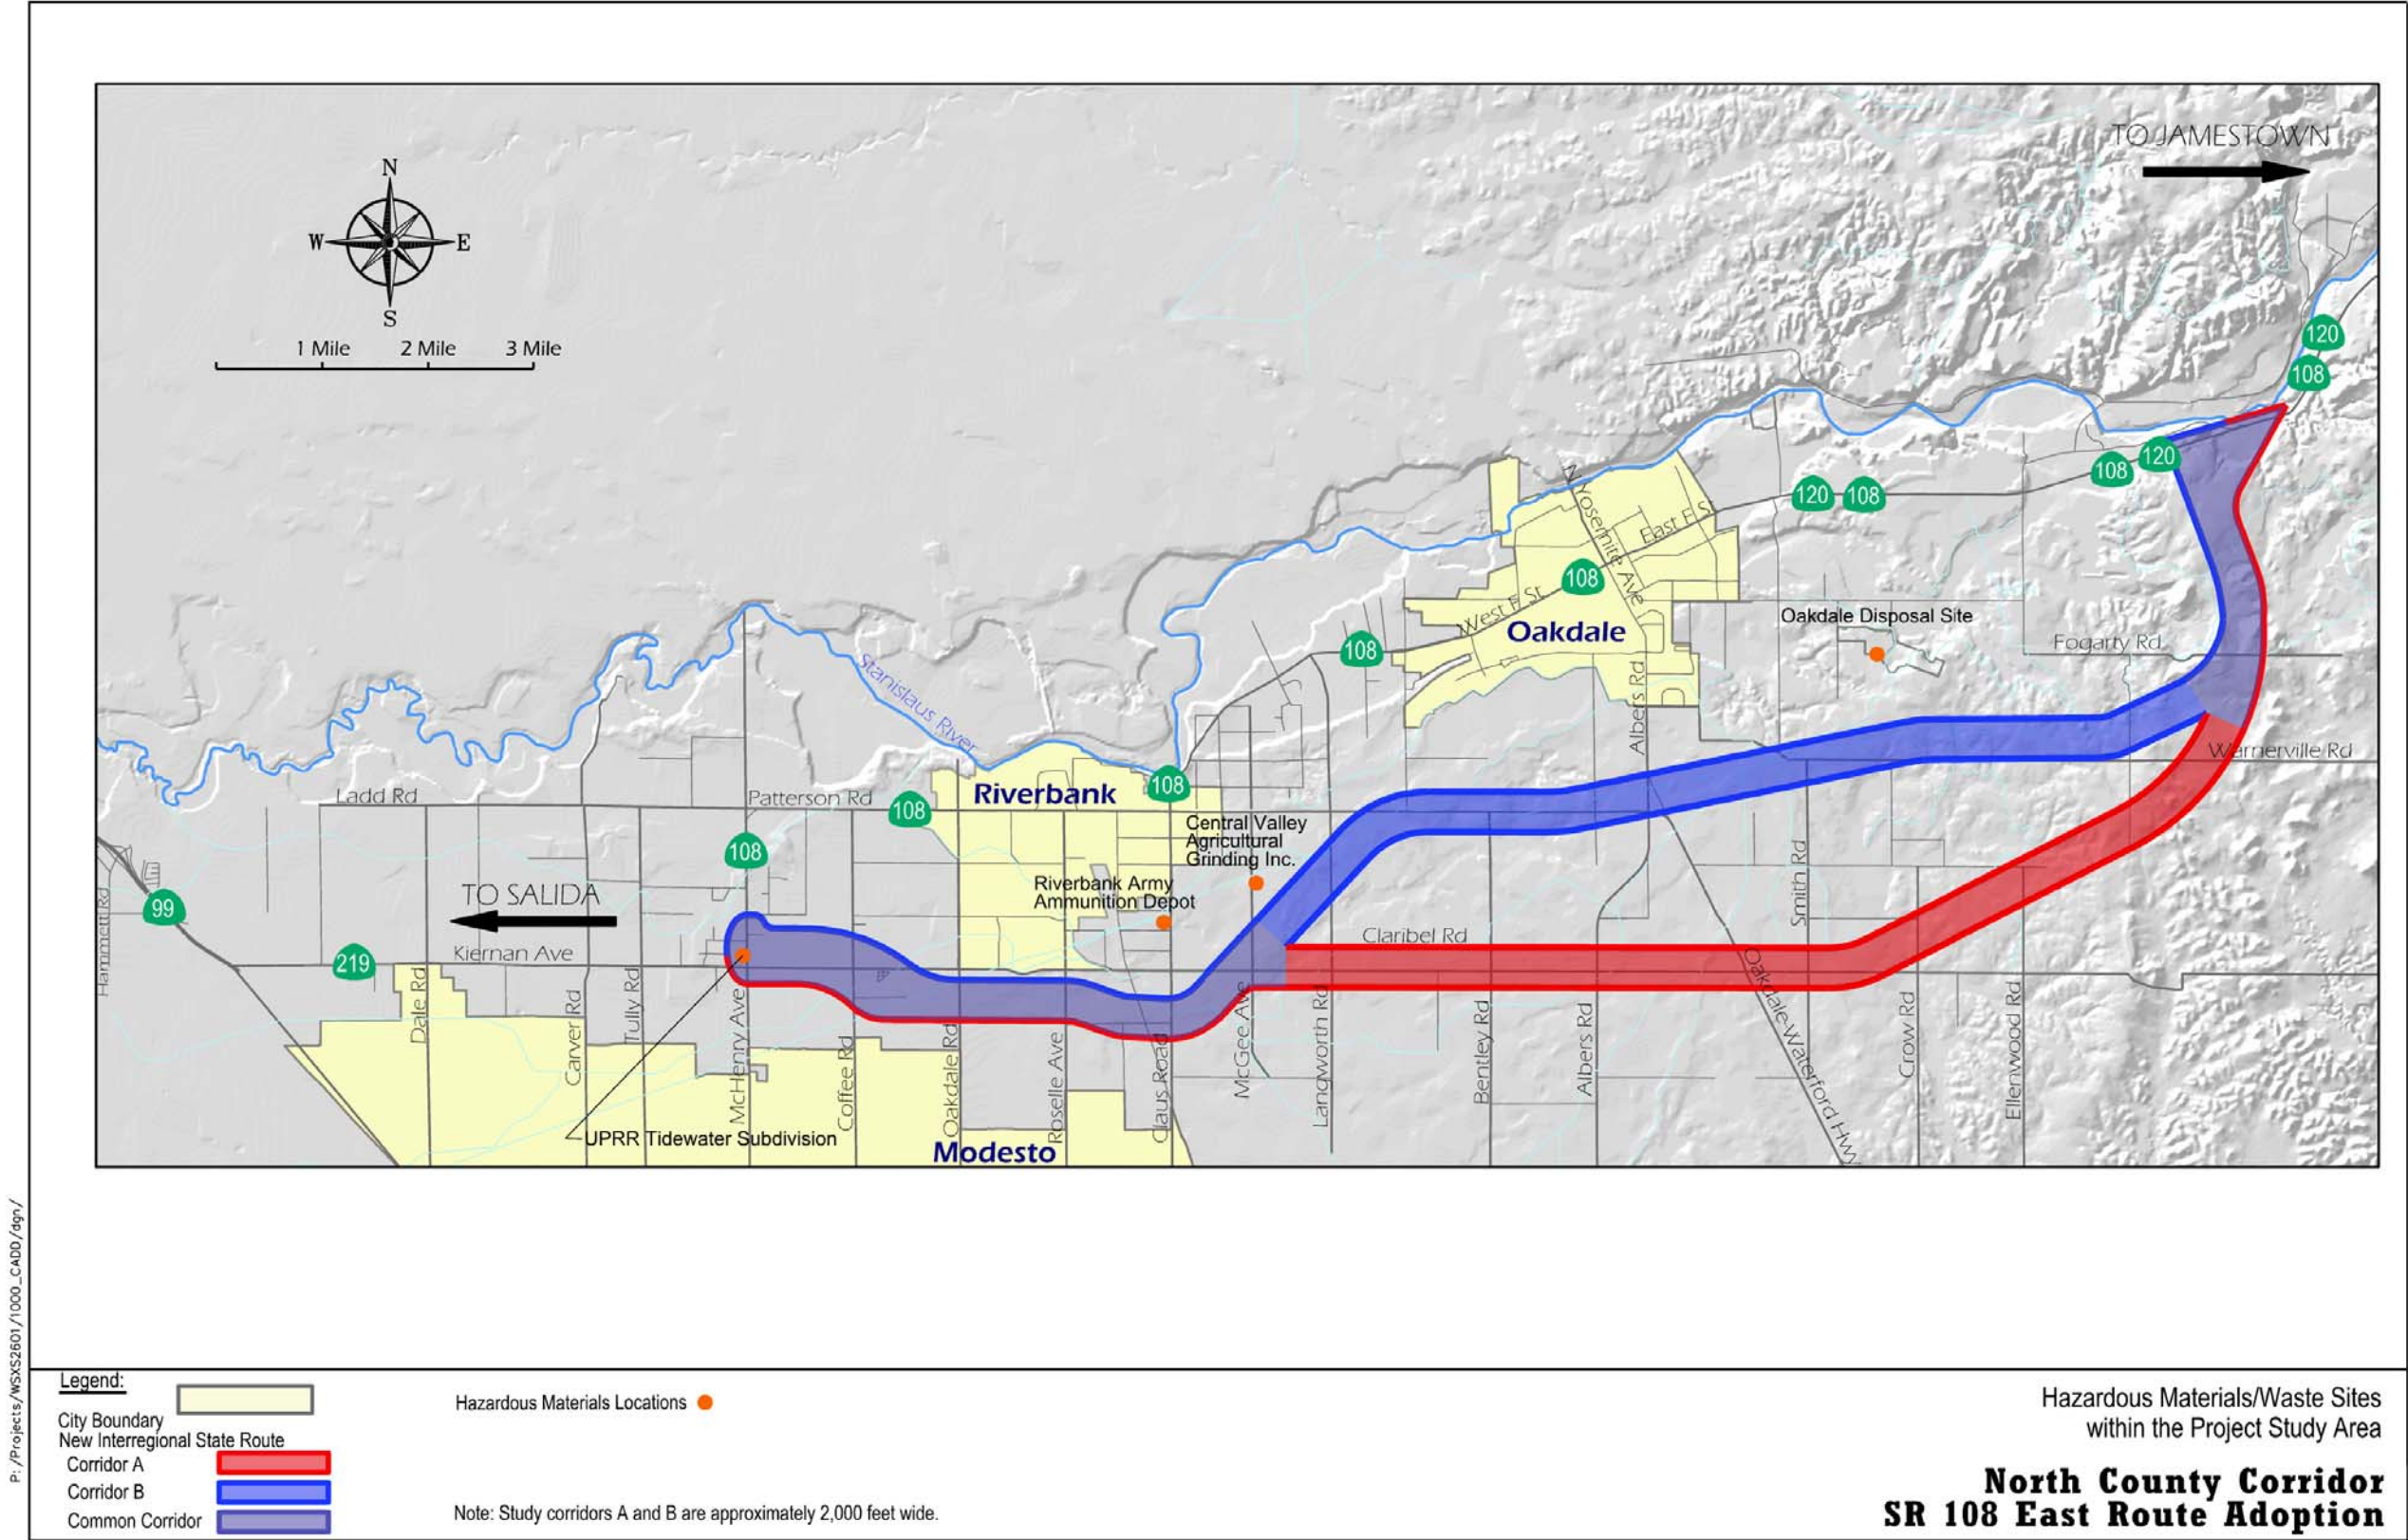 TO JAMESTOWN
N
W
E
S
1 Mile
2 Mile
3 Mile
120
108
120
108
120
108
N Yosemite Ave
East F St
108
West F St.
Oakdale
108
Oakdale Disposal Site
Fogarty Rd
Albers Rd
Stanislaus River
Warnerville Rd
Ladd Rd
Patterson Rd
108
Riverbank
108
108
Central Valley
Agricultural
Grinding Inc.
Riverbank Army
Ammunition Depot
Smith Rd
TO SALIDA
99
Hammett Rd
219
Kiernan Ave
Claribel Rd
Dale Rd
Carver Rd
Tully Rd
McHenry Ave
Coffee Rd
Oakdale Rd
Roselle Ave
Claus Road
McGee Ave
Langworth Rd
Bentley Rd
Albers Rd
Oakdale-Waterford Hwy
Crow Rd
Ellenwood Rd
UPRR Tidewater Subdivision
Modesto
P:/Projects/WSXS2601/1000_CADD/dgn/
Legend:
City Boundary
New Interregional State Route
Corridor A
Corridor B
Common Corridor
Hazardous Materials Locations
Note: Study corridors A and B are approximately 2,000 feet wide.
Hazardous Materials/Waste Sites
within the Project Study Area
North County Corridor
SR 108 East Route Adoption